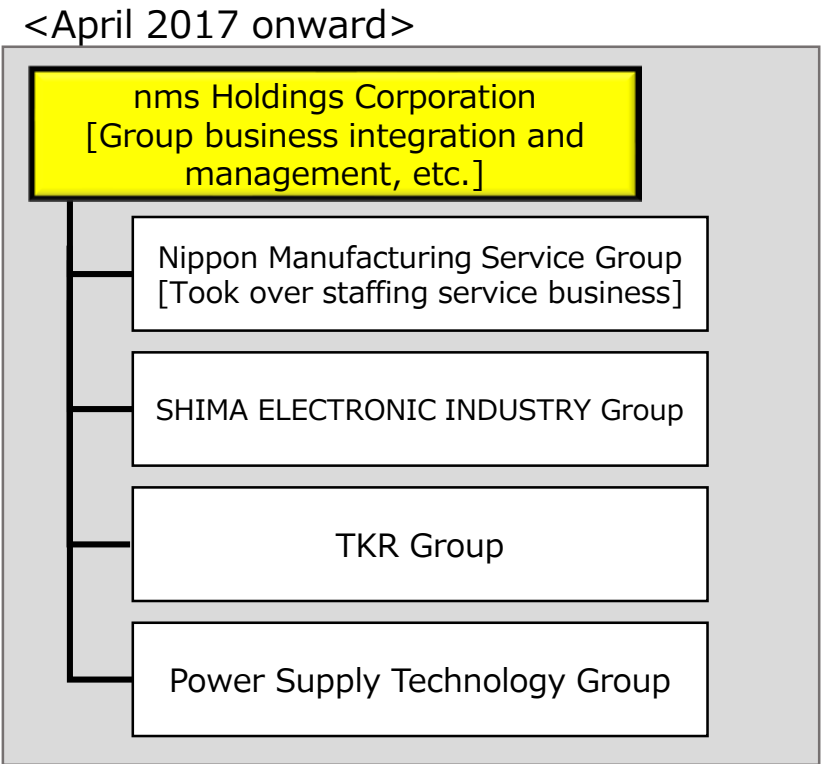 <April 2017 onward>
nms Holdings Corporation
[Group business integration and
management, etc.]
Nippon Manufacturing Service Group
[Took over staffing service business]
SHIMA ELECTRONIC INDUSTRY Group
TKR Group
Power Supply Technology Group